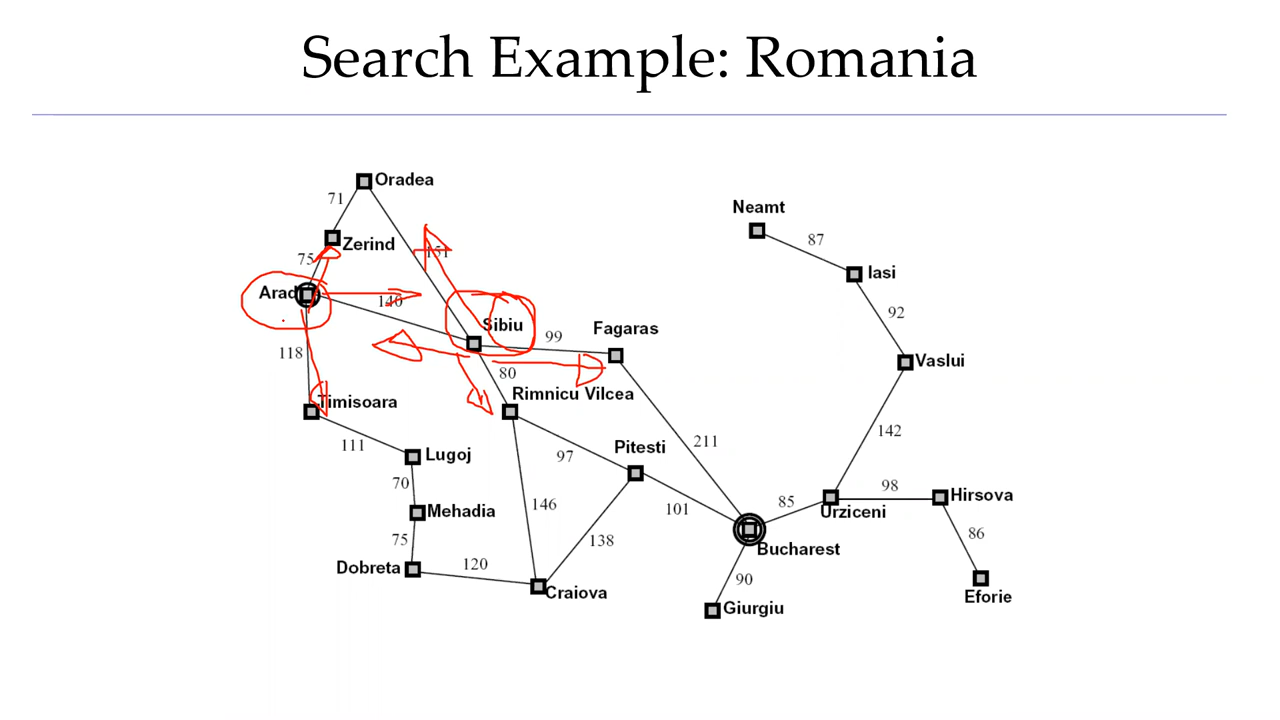 Search Example: Romania
Oradea
71
Neamt
87
Zerind
151
75
Iasi
Arad
140
92
Sibiu
99
Fagaras
118
80
Vaslui
Rimnicu Vilcea
Timisoara
142
111
211
Pitesti
Lugoj
97
70
98
Hirsova
146
101
85
Mehadia
Urziceni
86
75
138
Bucharest
Dobreta
120
90
Craiova
Eforie
Giurgiu